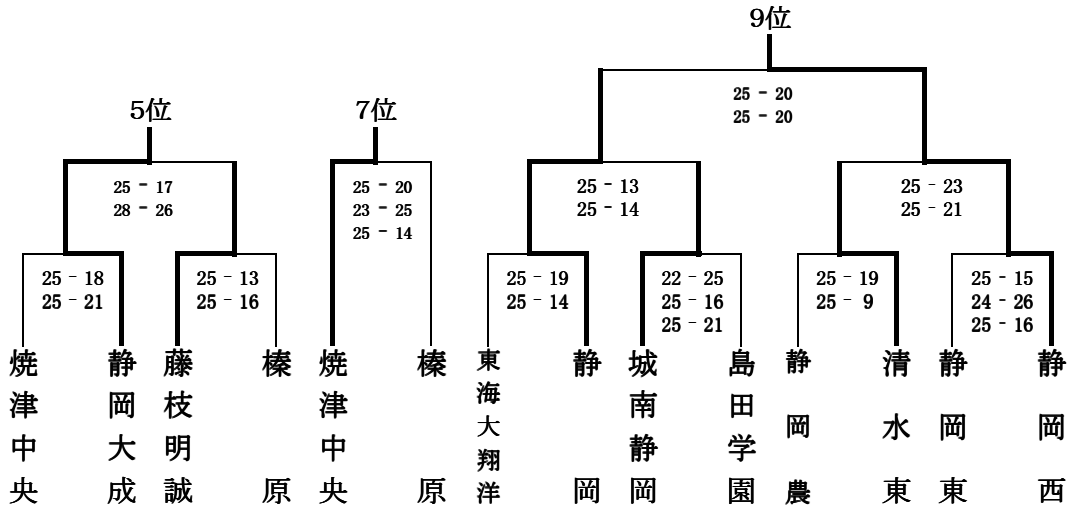 9位
25 - 20
25 - 20
5位
7位
25 - 17
28 - 26
25 - 20
23 - 25
25 - 14
25 - 13
25 - 14
25 - 23
25 - 21
25 - 18
25 - 21
25 - 13
25 - 16
25 - 19
25 - 14
22 - 25
25 - 16
25 - 21
25 - 19
25 - 9
25 - 15
24 - 26
25 - 16
焼津中央
静岡大成
藤枝明誠
榛原
焼津中央
榛原
東海大翔洋
静岡
城南静岡
島田学園
静岡農
清水東
静岡東
静岡西